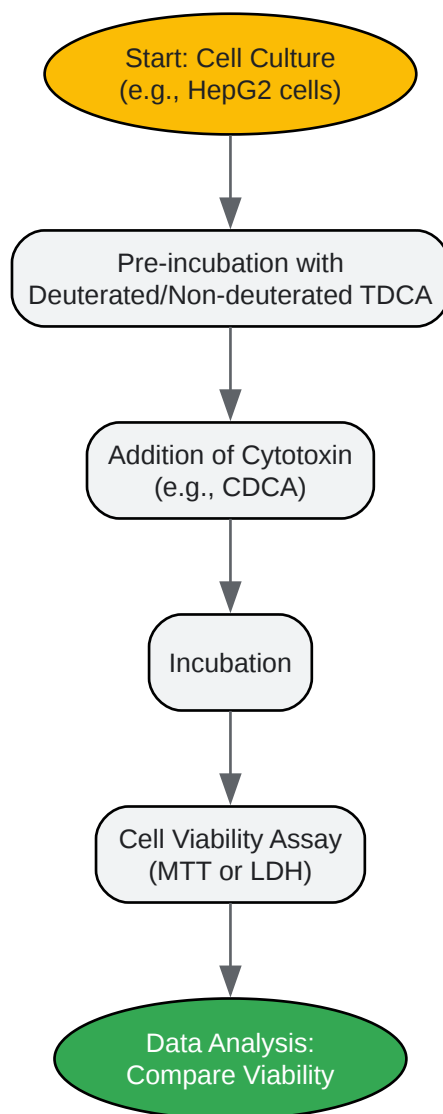 Start: Cell Culture
(e.g., HepG2 cells)
Pre-incubation with
Deuterated/Non-deuterated TDCA
Addition of Cytotoxin
(e.g., CDCA)
Incubation
Cell Viability Assay
(MTT or LDH)
Data Analysis:
Compare Viability